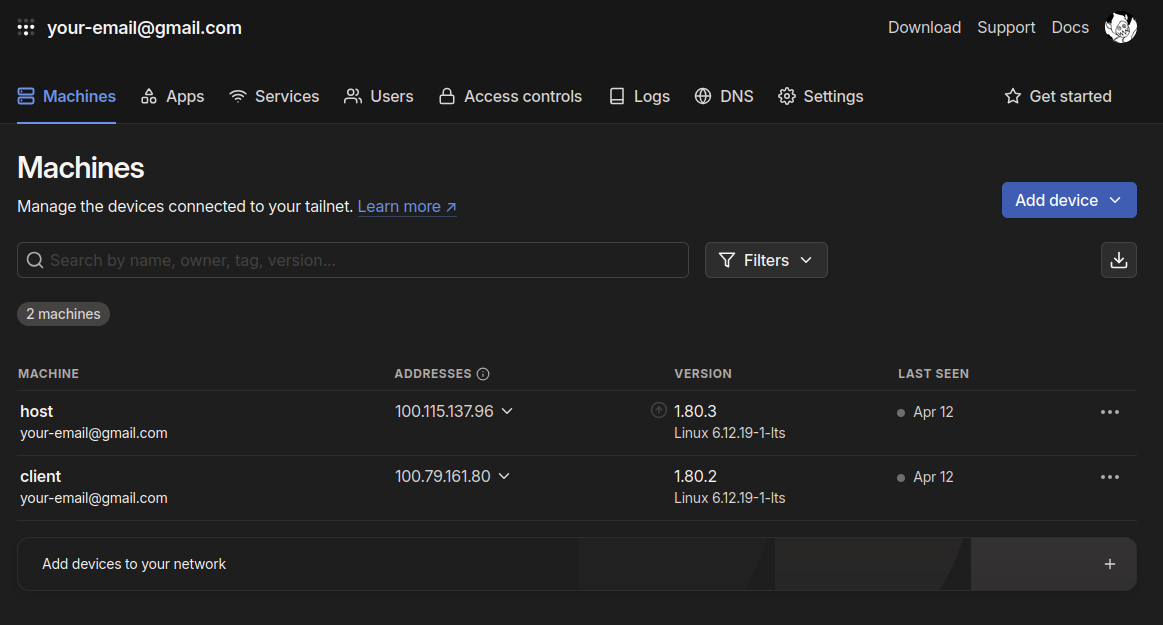 your-email@gmail.com Download Support Docs
Machines Apps Services Users Access controls Logs DNS Settings Get started
Machines
Manage the devices connected to your tailnet. Learn more ↗
Add device
Search by name, owner, tag, version...
Filters
2 machines
MACHINE ADDRESSES VERSION LAST SEEN
host 100.115.137.96 1.80.3 Apr 12
your-email@gmail.com Linux 6.12.19-1-lts
client 100.79.161.80 1.80.2 Apr 12
your-email@gmail.com Linux 6.12.19-1-lts
Add devices to your network +